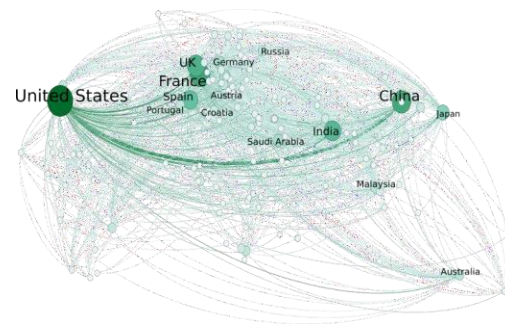 Russia
UK
Germany
France
United States
Spain
Austria
China
Portugal
Croatia
Japan
India
Saudi Arabia
Malaysia
Australia